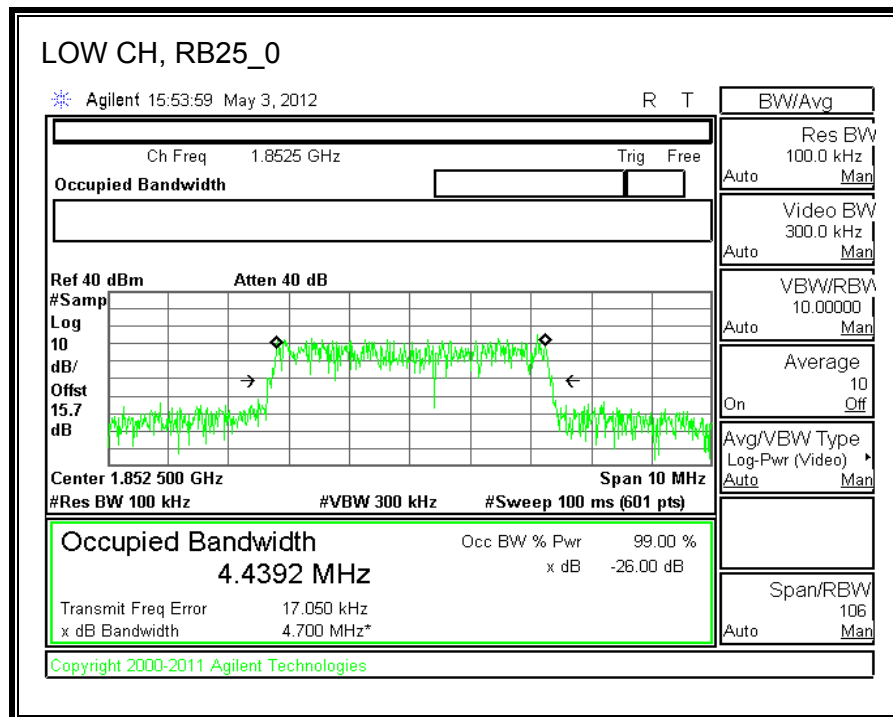 LOW CH, RB25_0
Agilent 15:53:59 May 3, 2012 R T
Ch Freq 1.8525 GHz Trig Free
Occupied Bandwidth
Ref 40 dBm Atten 40 dB
#Samp
Log
10
dB/
Offst
15.7
dB
Center 1.852 500 GHz Span 10 MHz
#Res BW 100 kHz #VBW 300 kHz #Sweep 100 ms (601 pts)
Occupied Bandwidth Occ BW % Pwr 99.00 %
4.4392 MHz x dB -26.00 dB
Transmit Freq Error 17.050 kHz
x dB Bandwidth 4.700 MHz*
Copyright 2000-2011 Agilent Technologies
BW/Avg
Res BW
100.0 kHz
Auto Man
Video BW
300.0 kHz
Auto Man
VBW/RBW
10.00000
Auto Man
Average
10
On Off
Avg/VBW Type
Log-Pwr (Video)
Auto Man
Span/RBW
106
Auto Man